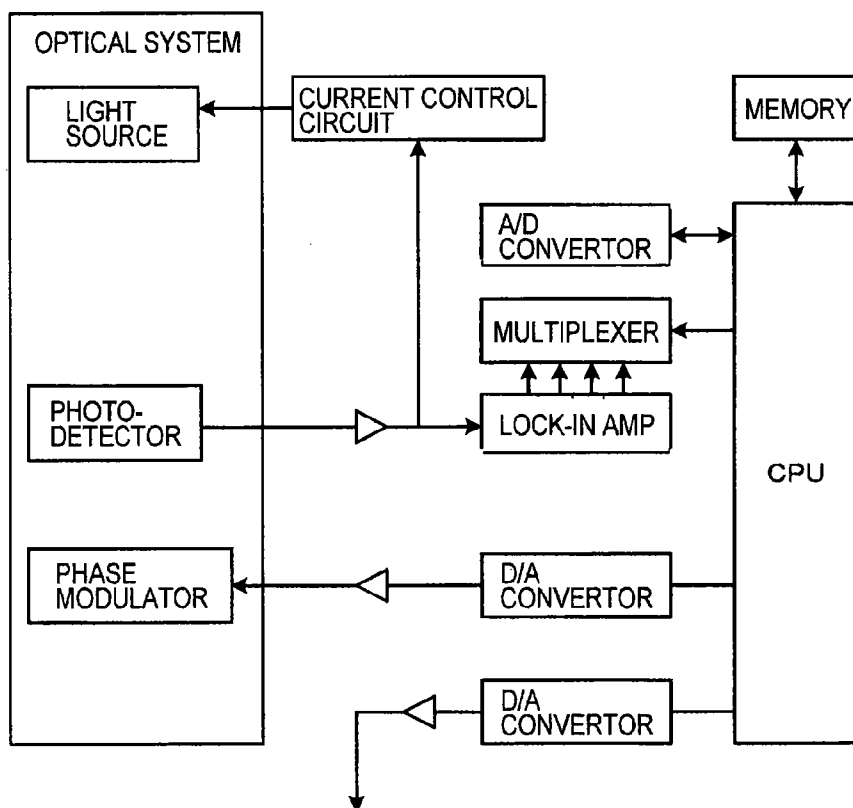 OPTICAL SYSTEM
LIGHT
SOURCE
CURRENT CONTROL
CIRCUIT
MEMORY
A/D
CONVERTOR
MULTIPLEXER
PHOTO-
DETECTOR
LOCK-IN AMP
CPU
PHASE
MODULATOR
D/A
CONVERTOR
D/A
CONVERTOR